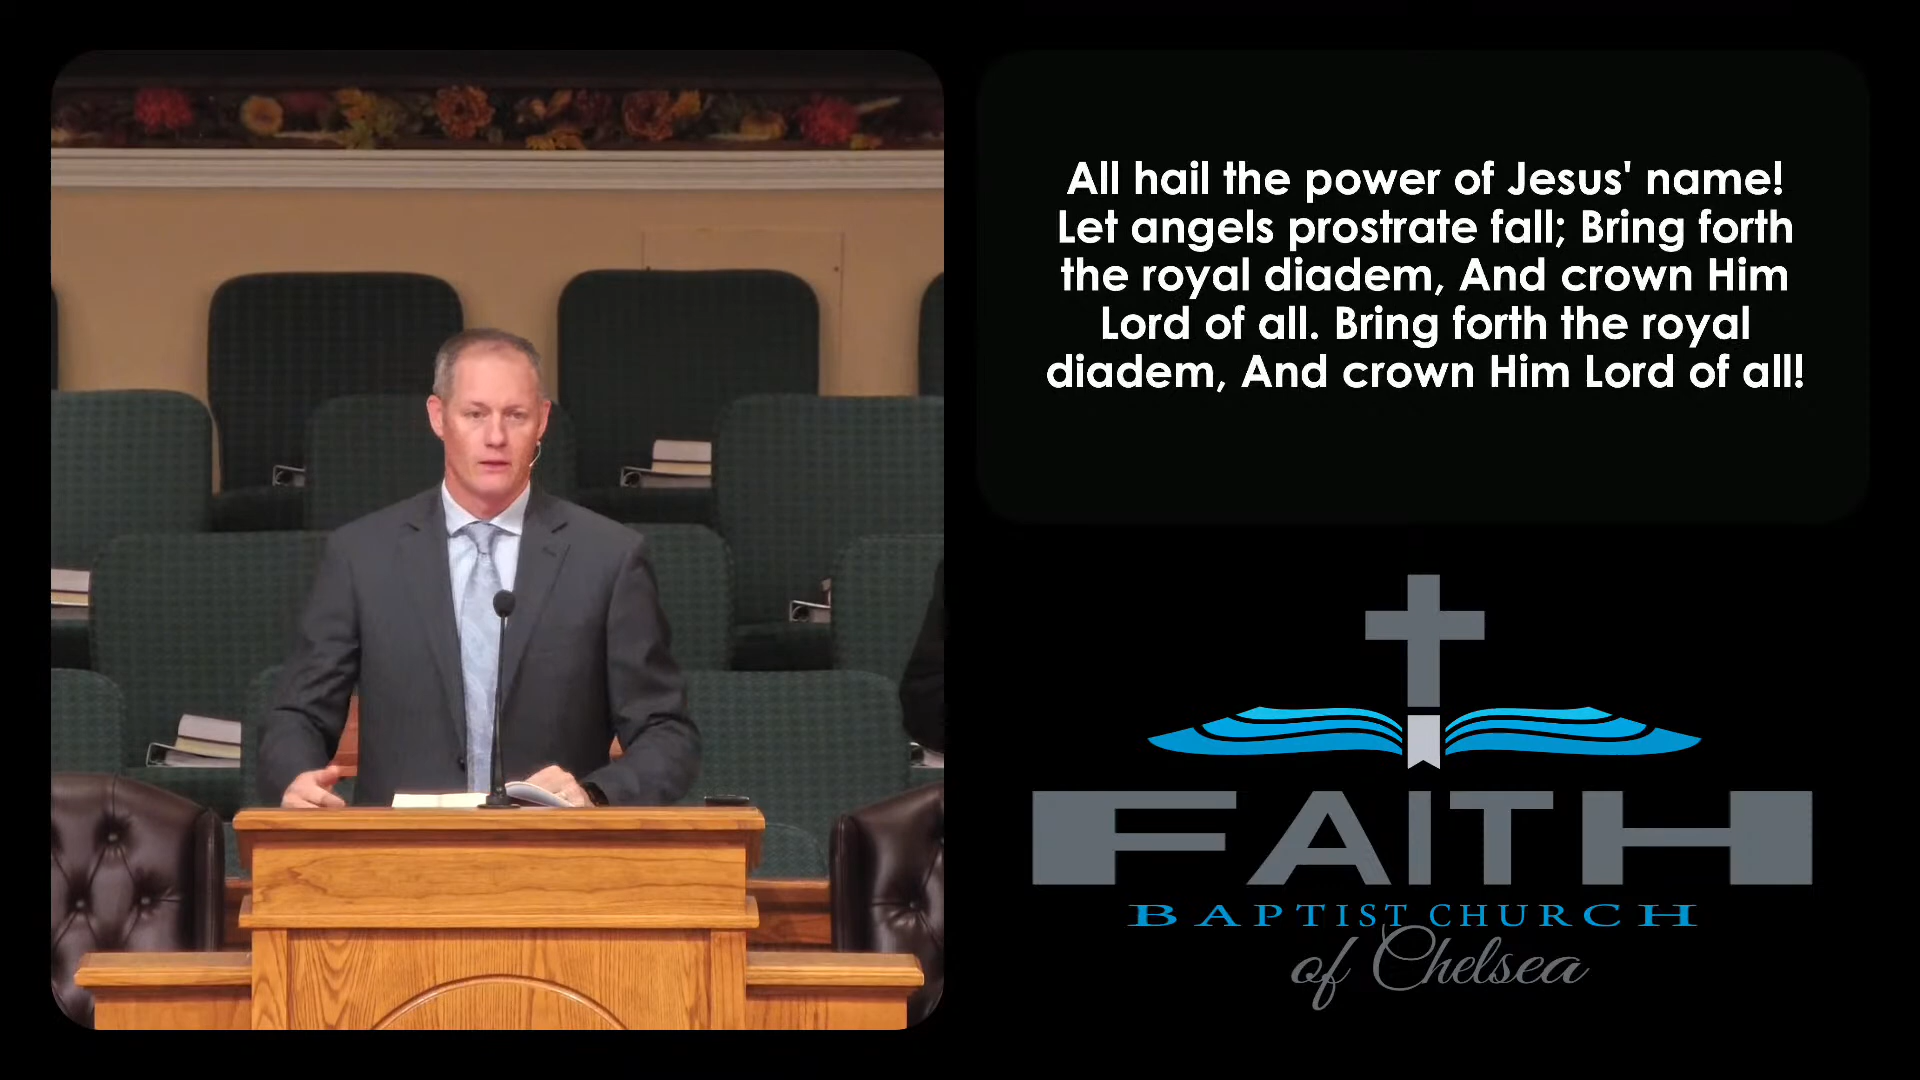 All hail the power of Jesus' name!
Let angels prostrate fall; Bring forth
the royal diadem, And crown Him
Lord of all. Bring forth the royal
diadem, And crown Him Lord of all!
FAITH
BAPTIST CHURCH
of Chelsea